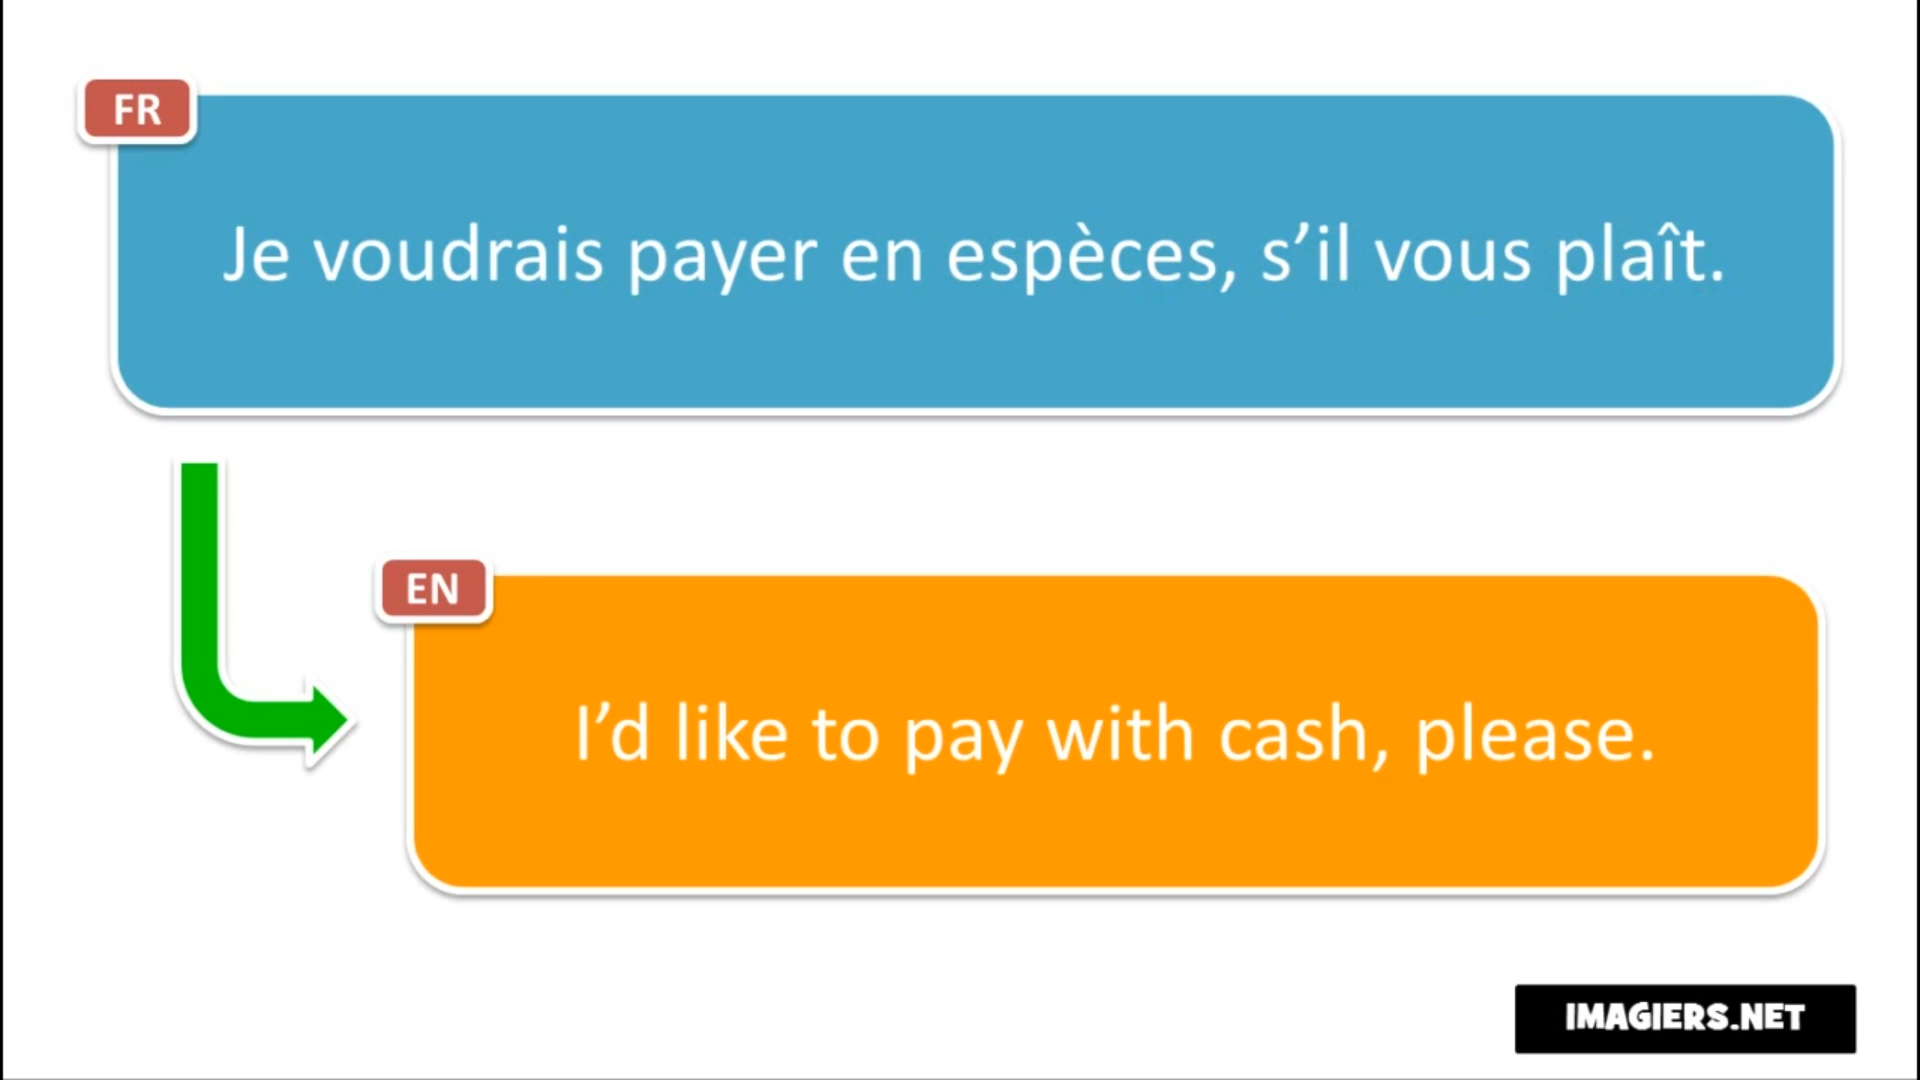 FR
Je voudrais payer en espèces, s’il vous plaît.
EN
I’d like to pay with cash, please.
IMAGIERS.NET